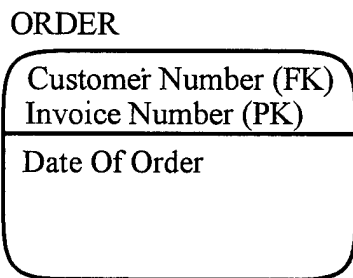 ORDER
Customer Number (FK)
Invoice Number (PK)
Date Of Order